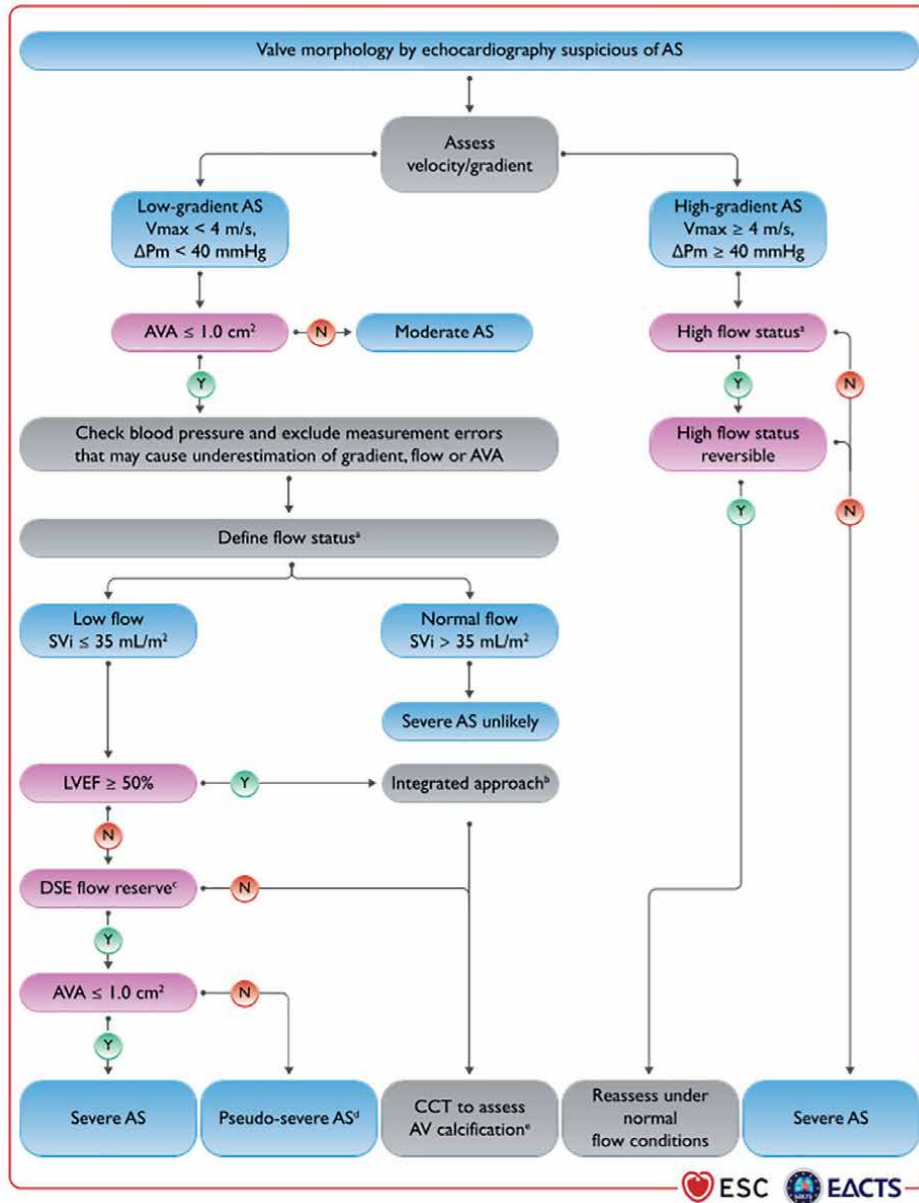 Valve morphology by echocardiography suspicious of AS
Assess
velocity/gradient
Low-gradient AS
Vmax < 4 m/s,
ΔPm < 40 mmHg
High-gradient AS
Vmax ≥ 4 m/s,
ΔPm ≥ 40 mmHg
AVA ≤ 1.0 cm²
N
Moderate AS
High flow statusᵃ
Y
Y
N
Check blood pressure and exclude measurement errors
that may cause underestimation of gradient, flow or AVA
High flow status
reversible
Y
N
Define flow statusᵃ
Low flow
SVi ≤ 35 mL/m²
Normal flow
SVi > 35 mL/m²
Severe AS unlikely
LVEF ≥ 50%
Y
Integrated approachᵇ
N
DSE flow reserveᶜ
N
Y
AVA ≤ 1.0 cm²
N
Y
Severe AS
Pseudo-severe ASᵈ
CCT to assess
AV calcificationᵉ
Reassess under
normal
flow conditions
Severe AS
ESC
EACTS